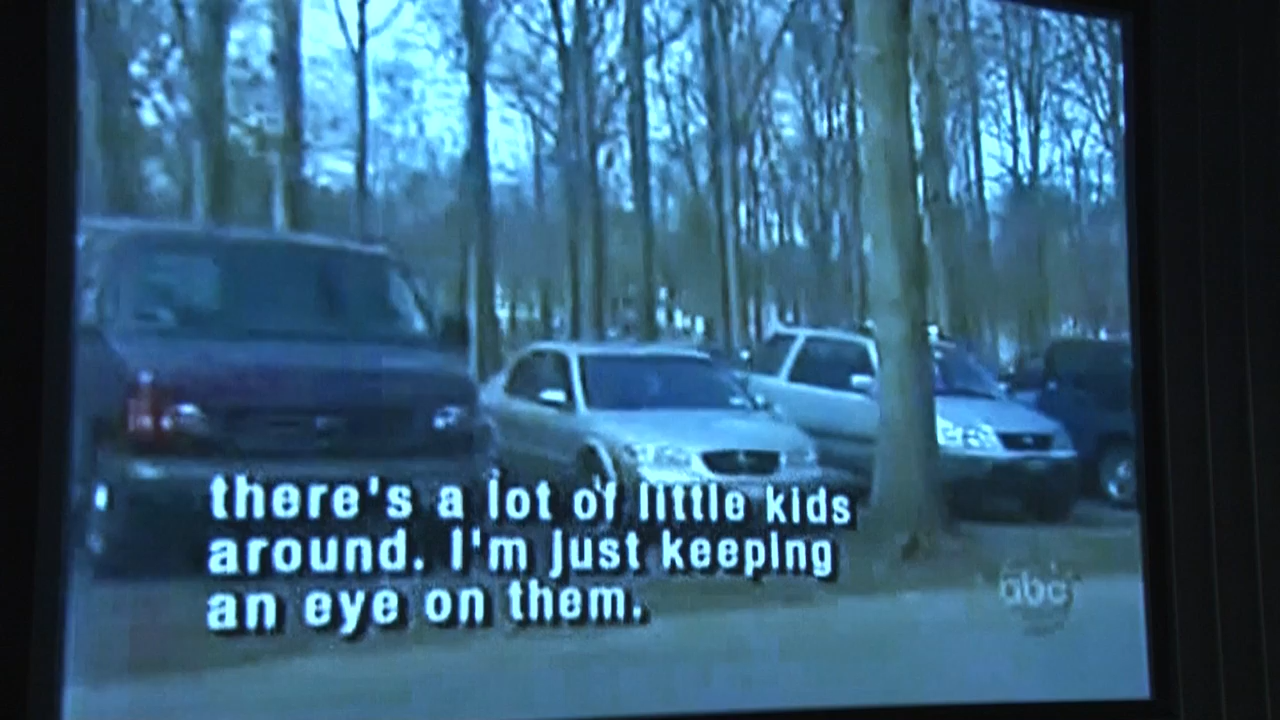 there's a lot of little kids
around. I'm just keeping
an eye on them.
abc